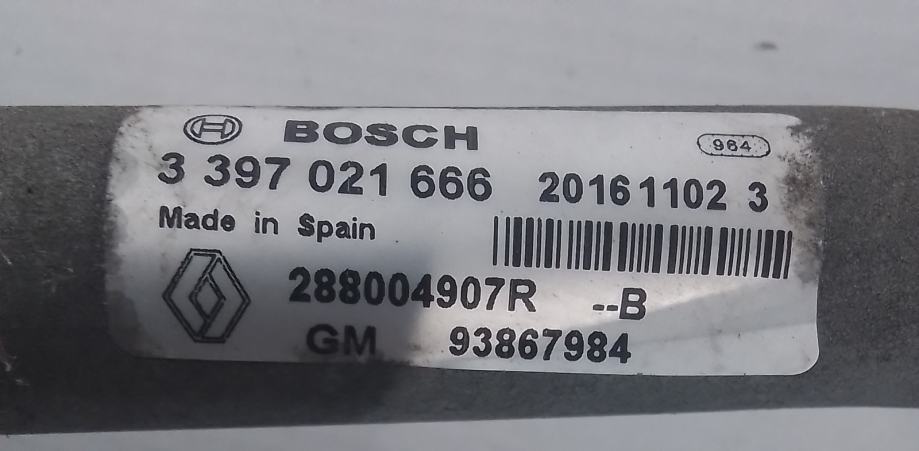 BOSCH
964
3 397 021 666 20161102 3
Made in Spain
288004907R --B
GM 93867984